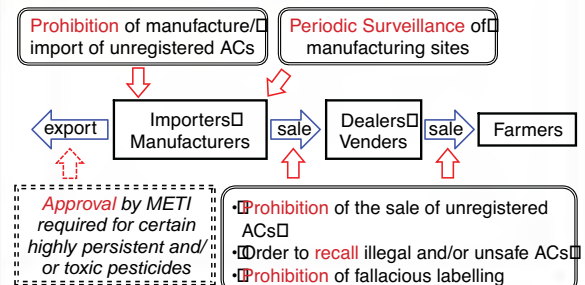 Prohibition of manufacture/
import of unregistered ACs
Periodic Surveillance of
manufacturing sites
export
Importers
Manufacturers
sale
Dealers
Venders
sale
Farmers
Approval by METI
required for certain
highly persistent and/
or toxic pesticides
・Prohibition of the sale of unregistered
ACs
・Order to recall illegal and/or unsafe ACs
・Prohibition of fallacious labelling